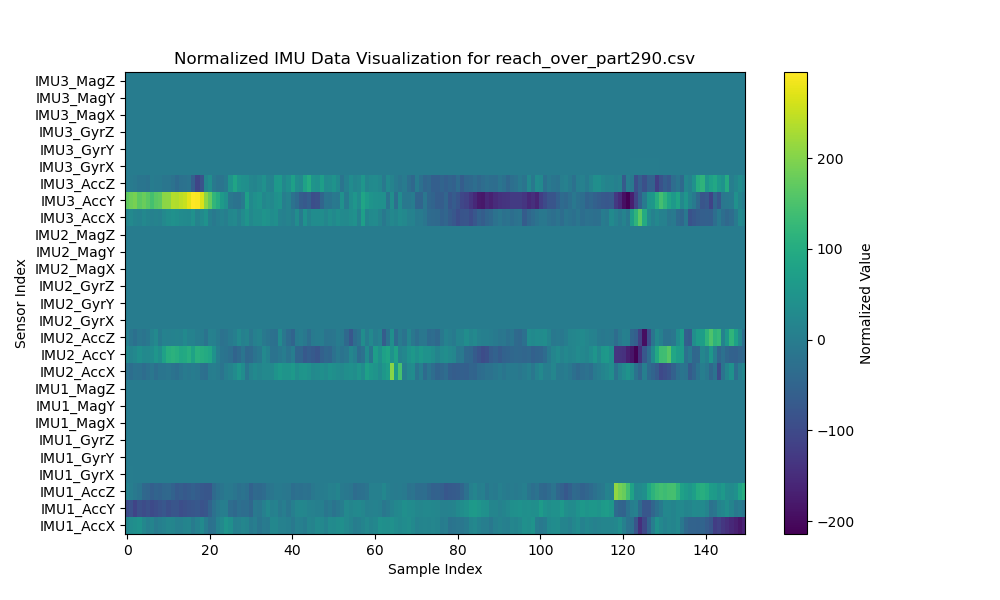 Normalized IMU Data Visualization for reach_over_part290.csv
IMU3_MagZ
IMU3_MagY
IMU3_MagX
IMU3_GyrZ
IMU3_GyrY
IMU3_GyrX
IMU3_AccZ
IMU3_AccY
IMU3_AccX
IMU2_MagZ
IMU2_MagY
IMU2_MagX
IMU2_GyrZ
IMU2_GyrY
IMU2_GyrX
IMU2_AccZ
IMU2_AccY
IMU2_AccX
IMU1_MagZ
IMU1_MagY
IMU1_MagX
IMU1_GyrZ
IMU1_GyrY
IMU1_GyrX
IMU1_AccZ
IMU1_AccY
IMU1_AccX
Sensor Index
0 20 40 60 80 100 120 140
Sample Index
200
100
0
−100
−200
Normalized Value